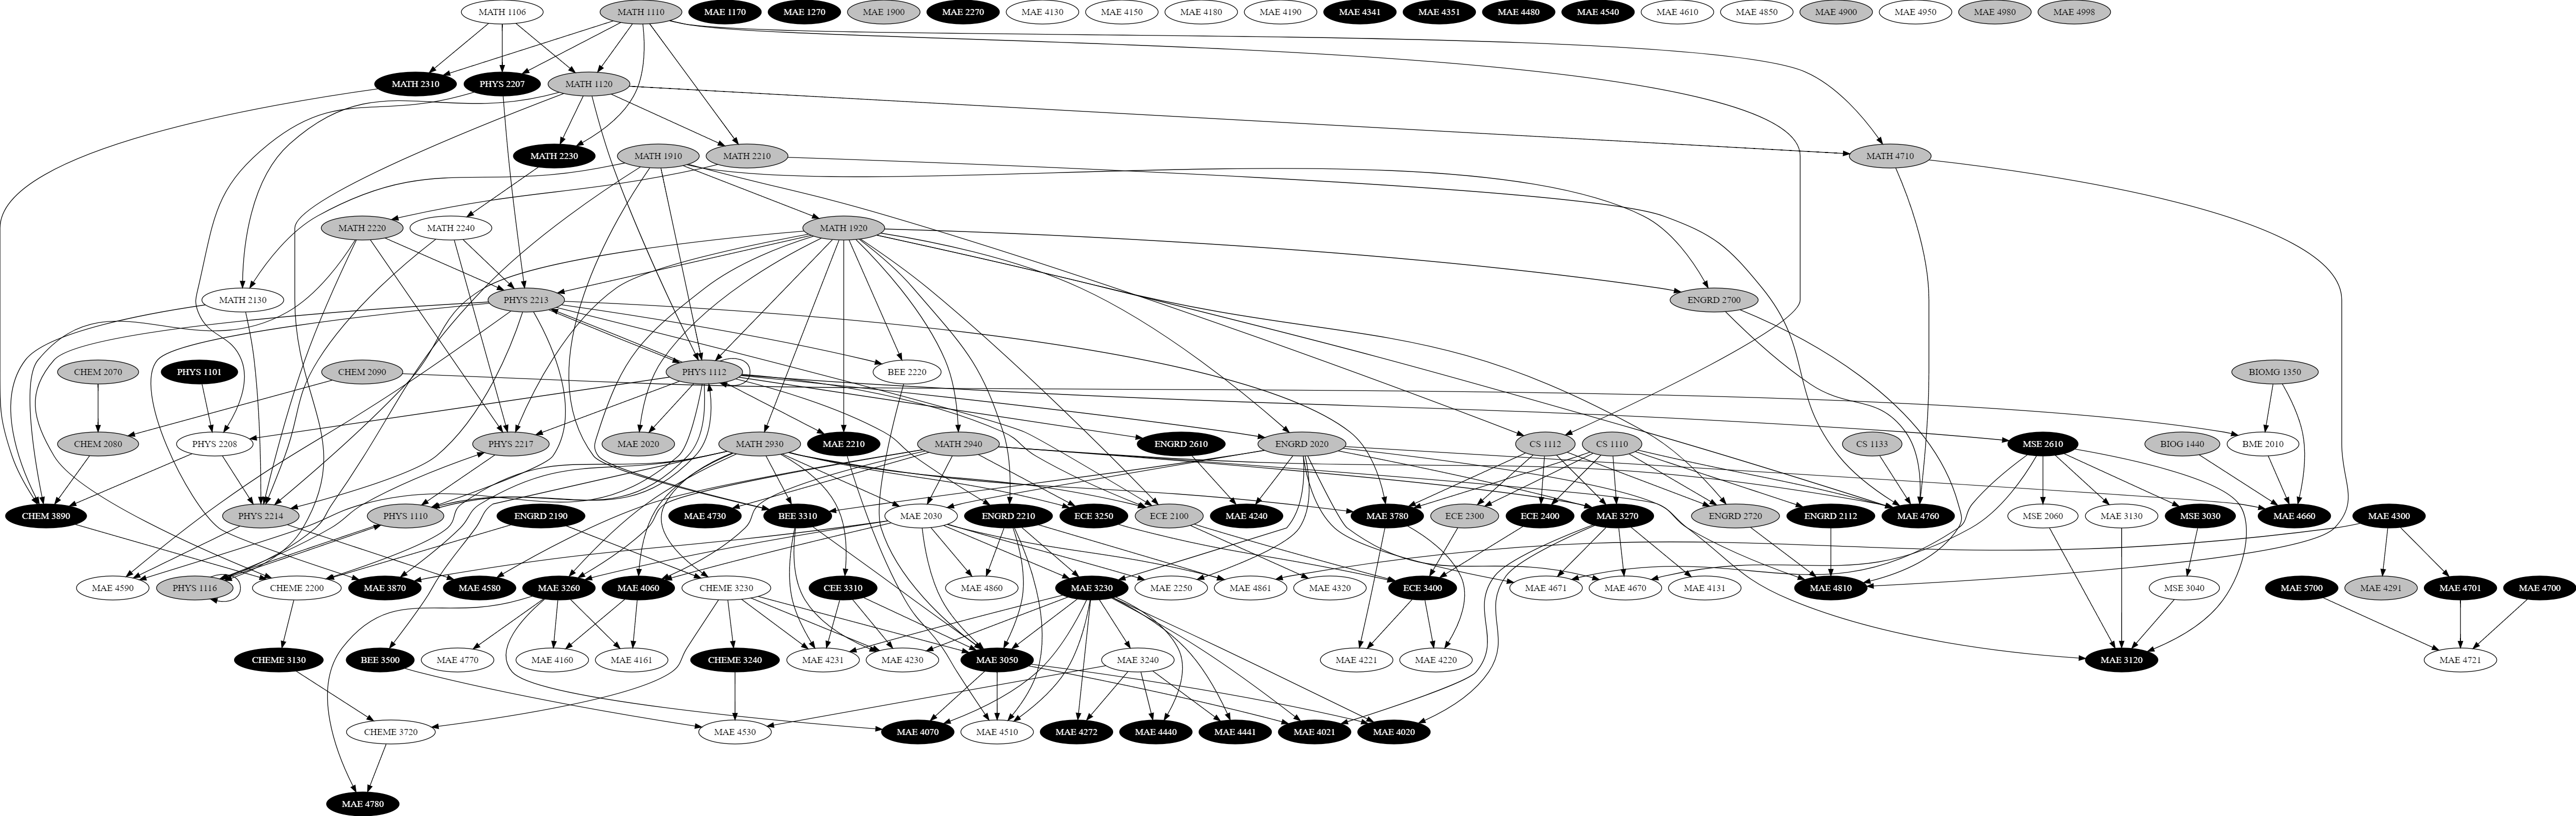 MATH 1106
MATH 1110
MAE 1170
MAE 1270
MAE 1900
MAE 2270
MAE 4130
MAE 4150
MAE 4180
MAE 4190
MAE 4341
MAE 4351
MAE 4480
MAE 4540
MAE 4610
MAE 4850
MAE 4900
MAE 4950
MAE 4980
MAE 4998
MATH 2310
PHYS 2207
MATH 1120
MATH 2230
MATH 1910
MATH 2210
MATH 4710
MATH 2220
MATH 2240
MATH 1920
MATH 2130
PHYS 2213
ENGRD 2700
CHEM 2070
PHYS 1101
CHEM 2090
PHYS 1112
BEE 2220
BIOMG 1350
CHEM 2080
PHYS 2208
PHYS 2217
MAE 2020
MATH 2930
MAE 2210
MATH 2940
ENGRD 2610
ENGRD 2020
CS 1112
CS 1110
CS 1133
MSE 2610
BIOG 1440
BME 2010
CHEM 3890
PHYS 2214
PHYS 1110
ENGRD 2190
MAE 4730
BEE 3310
MAE 2030
ENGRD 2210
ECE 3250
ECE 2100
MAE 4240
MAE 3780
ECE 2300
ECE 2400
MAE 3270
ENGRD 2720
ENGRD 2112
MAE 4760
MSE 2060
MAE 3130
MSE 3030
MAE 4660
MAE 4300
MAE 4590
PHYS 1116
CHEME 2200
MAE 3870
MAE 4580
MAE 3260
MAE 4060
CHEME 3230
CEE 3310
MAE 4860
MAE 3230
MAE 2250
MAE 4861
MAE 4320
ECE 3400
MAE 4671
MAE 4670
MAE 4131
MAE 4810
MSE 3040
MAE 5700
MAE 4291
MAE 4701
MAE 4700
CHEME 3130
BEE 3500
MAE 4770
MAE 4160
MAE 4161
CHEME 3240
MAE 4231
MAE 4230
MAE 3050
MAE 3240
MAE 4221
MAE 4220
MAE 3120
MAE 4721
CHEME 3720
MAE 4530
MAE 4070
MAE 4510
MAE 4272
MAE 4440
MAE 4441
MAE 4021
MAE 4020
MAE 4780